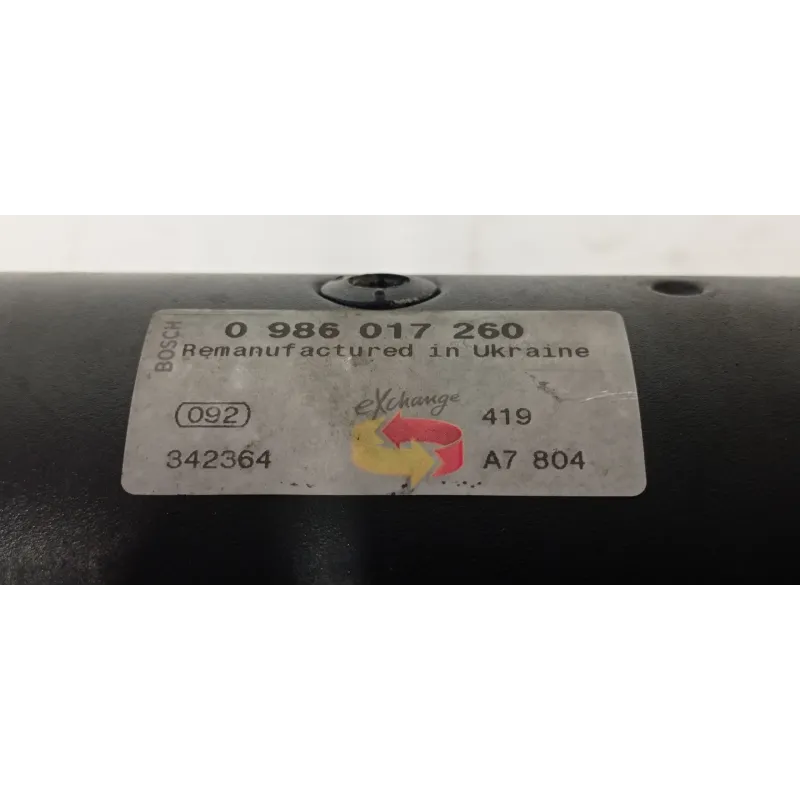 BOSCH
0 986 017 260
Remanufactured in Ukraine
092
eXchange
419
342364
A7 804